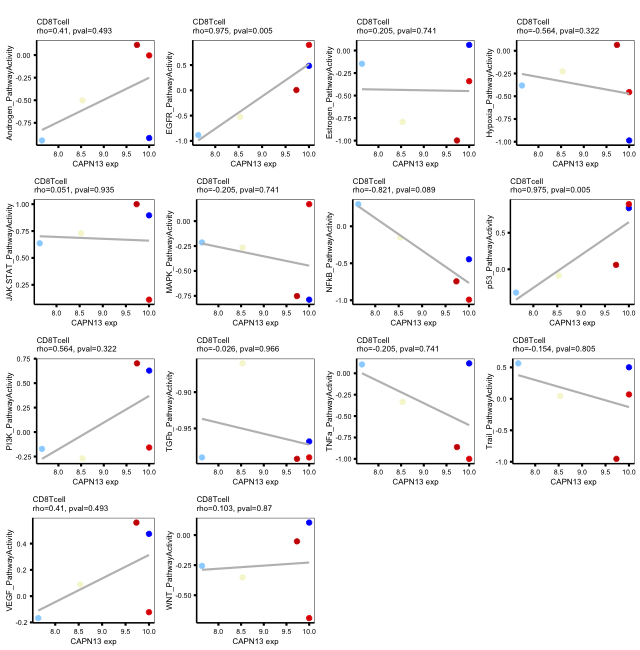 CD8Tcell
rho=0.41, pval=0.493
Androgen_PathwayActivity
0.00
-0.25
-0.50
-0.75
8.0 8.5 9.0 9.5 10.0
CAPN13 exp
CD8Tcell
rho=0.975, pval=0.005
EGFR_PathwayActivity
0.5
0.0
-0.5
-1.0
8.0 8.5 9.0 9.5 10.0
CAPN13 exp
CD8Tcell
rho=0.205, pval=0.741
Estrogen_PathwayActivity
0.00
-0.25
-0.50
-0.75
-1.00
8.0 8.5 9.0 9.5 10.0
CAPN13 exp
CD8Tcell
rho=-0.564, pval=0.322
Hypoxia_PathwayActivity
0.00
-0.25
-0.50
-0.75
-1.00
8.0 8.5 9.0 9.5 10.0
CAPN13 exp
CD8Tcell
rho=0.051, pval=0.935
JAK.STAT_PathwayActivity
1.00
0.75
0.50
0.25
8.0 8.5 9.0 9.5 10.0
CAPN13 exp
CD8Tcell
rho=-0.205, pval=0.741
MAPK_PathwayActivity
0.00
-0.25
-0.50
-0.75
8.0 8.5 9.0 9.5 10.0
CAPN13 exp
CD8Tcell
rho=-0.821, pval=0.089
NFkB_PathwayActivity
0.0
-0.5
-1.0
8.0 8.5 9.0 9.5 10.0
CAPN13 exp
CD8Tcell
rho=0.975, pval=0.005
p53_PathwayActivity
0.5
0.0
8.0 8.5 9.0 9.5 10.0
CAPN13 exp
CD8Tcell
rho=0.564, pval=0.322
PI3K_PathwayActivity
0.75
0.50
0.25
0.00
-0.25
8.0 8.5 9.0 9.5 10.0
CAPN13 exp
CD8Tcell
rho=-0.026, pval=0.966
TGFb_PathwayActivity
-0.90
-0.95
8.0 8.5 9.0 9.5 10.0
CAPN13 exp
CD8Tcell
rho=-0.205, pval=0.741
TNFa_PathwayActivity
0.00
-0.25
-0.50
-0.75
-1.00
8.0 8.5 9.0 9.5 10.0
CAPN13 exp
CD8Tcell
rho=-0.154, pval=0.805
Trail_PathwayActivity
0.5
0.0
-0.5
-1.0
8.0 8.5 9.0 9.5 10.0
CAPN13 exp
CD8Tcell
rho=0.41, pval=0.493
VEGF_PathwayActivity
0.4
0.2
0.0
-0.2
8.0 8.5 9.0 9.5 10.0
CAPN13 exp
CD8Tcell
rho=0.103, pval=0.87
WNT_PathwayActivity
0.00
-0.25
-0.50
8.0 8.5 9.0 9.5 10.0
CAPN13 exp